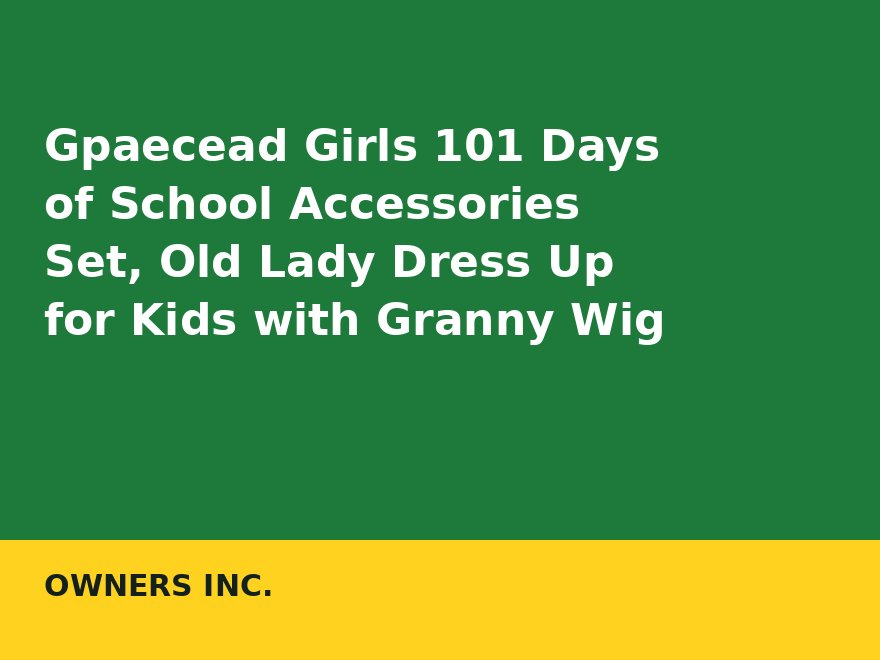 Gpaecead Girls 101 Days
of School Accessories
Set, Old Lady Dress Up
for Kids with Granny Wig
OWNERS INC.